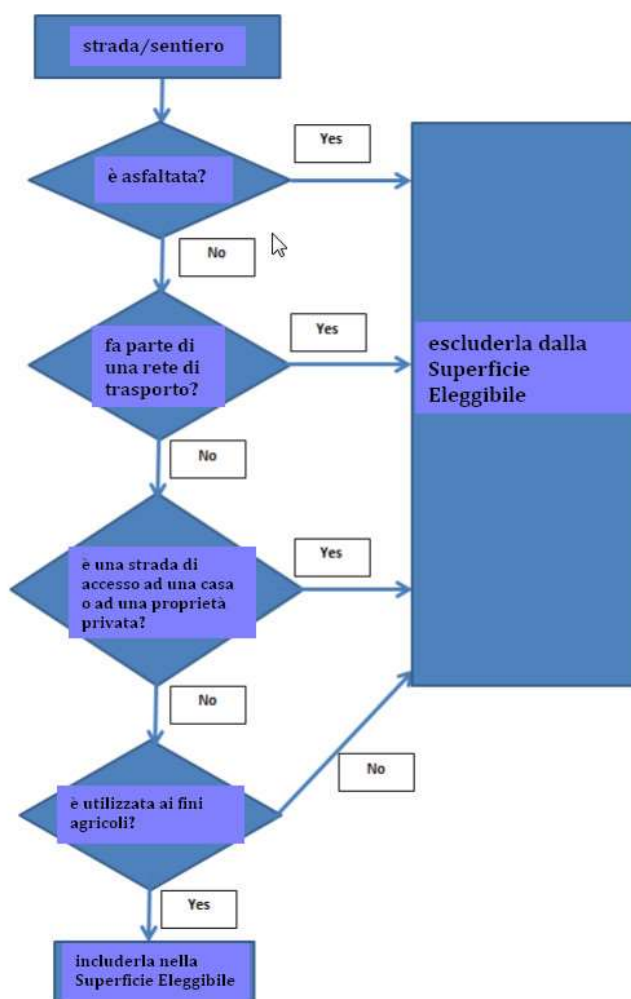 strada/sentiero
Yes
è asfaltata?
No
Yes
fa parte di
una rete di
trasporto?
escluderla dalla
Superficie
Eleggibile
No
Yes
è una strada di
accesso ad una casa
o ad una proprietà
privata?
No
No
è utilizzata ai fini
agricoli?
Yes
includerla nella
Superficie Eleggibile